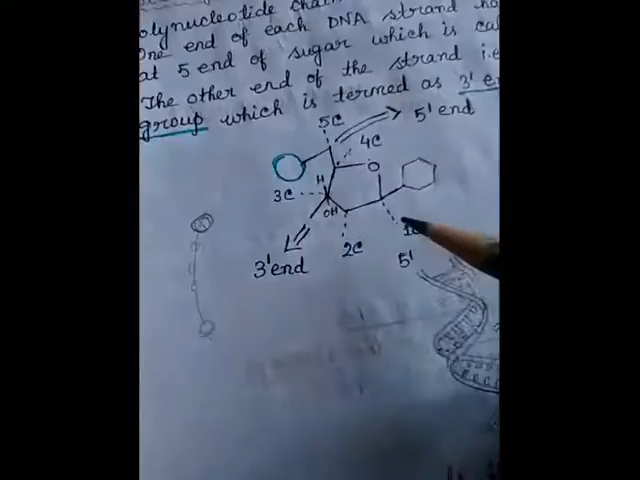 olynucleotide chain
One end of each DNA strand
at 5 end of sugar which is
The other end of the strand i.e
group which is termed as 3'
5C
5' end
4C
O
H
3C
OH
1C
2C
3' end
5'